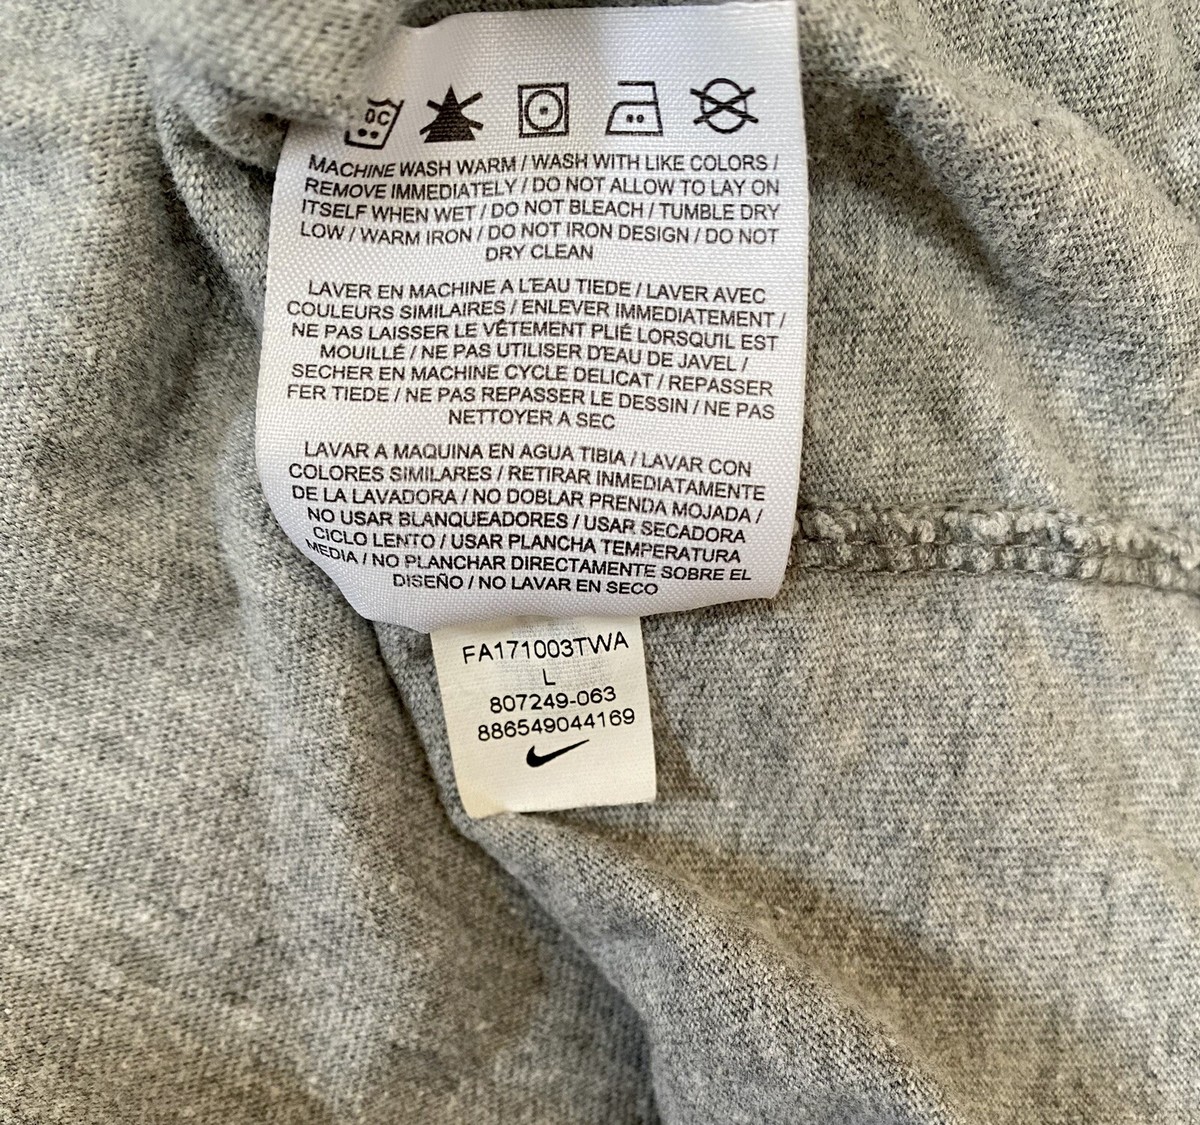 MACHINE WASH WARM / WASH WITH LIKE COLORS /
REMOVE IMMEDIATELY / DO NOT ALLOW TO LAY ON
ITSELF WHEN WET / DO NOT BLEACH / TUMBLE DRY
LOW / WARM IRON / DO NOT IRON DESIGN / DO NOT
DRY CLEAN
LAVER EN MACHINE A L'EAU TIEDE / LAVER AVEC
COULEURS SIMILAIRES / ENLEVER IMMEDIATEMENT /
NE PAS LAISSER LE VÊTEMENT PLIÉ LORSQU'IL EST
MOUILLÉ / NE PAS UTILISER D'EAU DE JAVEL /
SECHER EN MACHINE CYCLE DELICAT / REPASSER
FER TIEDE / NE PAS REPASSER LE DESSIN / NE PAS
NETTOYER A SEC
LAVAR A MAQUINA EN AGUA TIBIA / LAVAR CON
COLORES SIMILARES / RETIRAR INMEDIATAMENTE
DE LA LAVADORA / NO DOBLAR PRENDA MOJADA /
NO USAR BLANQUEADORES / USAR SECADORA
CICLO LENTO / USAR PLANCHA TEMPERATURA
MEDIA / NO PLANCHAR DIRECTAMENTE SOBRE EL
DISEÑO / NO LAVAR EN SECO
FA171003TWA
L
807249-063
886549044169